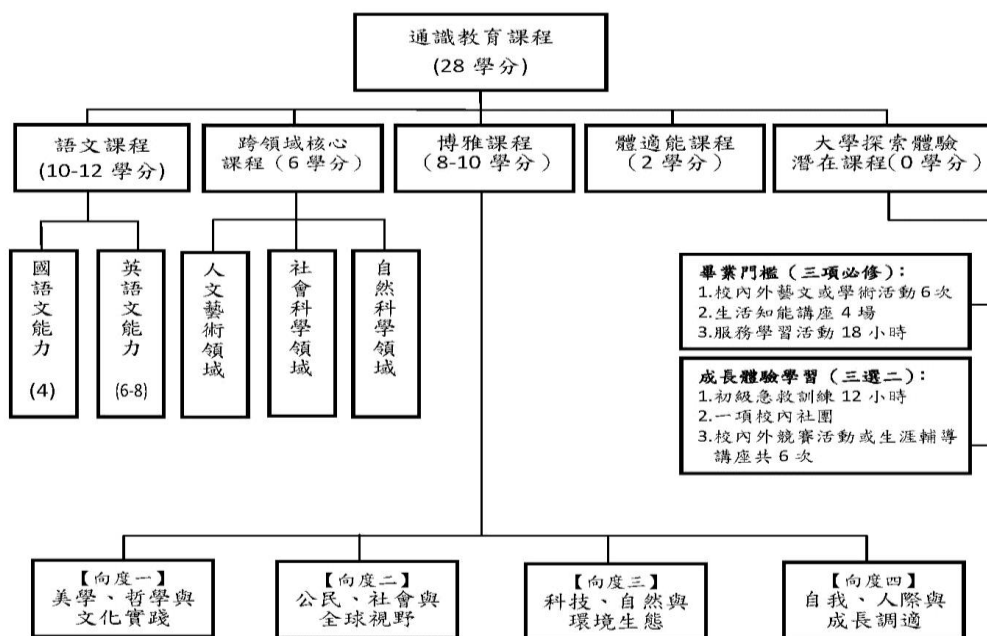 通識教育課程
(28 學分)
語文課程
(10-12 學分)
跨領域核心
課程（6 學分）
博雅課程
(8-10 學分)
體適能課程
（2 學分）
大學探索體驗
潛在課程(0 學分)
國語文能力
(4)
英語文能力
(6-8)
人文藝術領域
社會科學領域
自然科學領域
畢業門檻（三項必修）：
1.校內外藝文或學術活動 6 次
2.生活知能講座 4 場
3.服務學習活動 18 小時
成長體驗學習（三選二）：
1.初級急救訓練 12 小時
2.一項校內社團
3.校內外競賽活動或生涯輔導
講座共 6 次
【向度一】
美學、哲學與
文化實踐
【向度二】
公民、社會與
全球視野
【向度三】
科技、自然與
環境生態
【向度四】
自我、人際與
成長調適